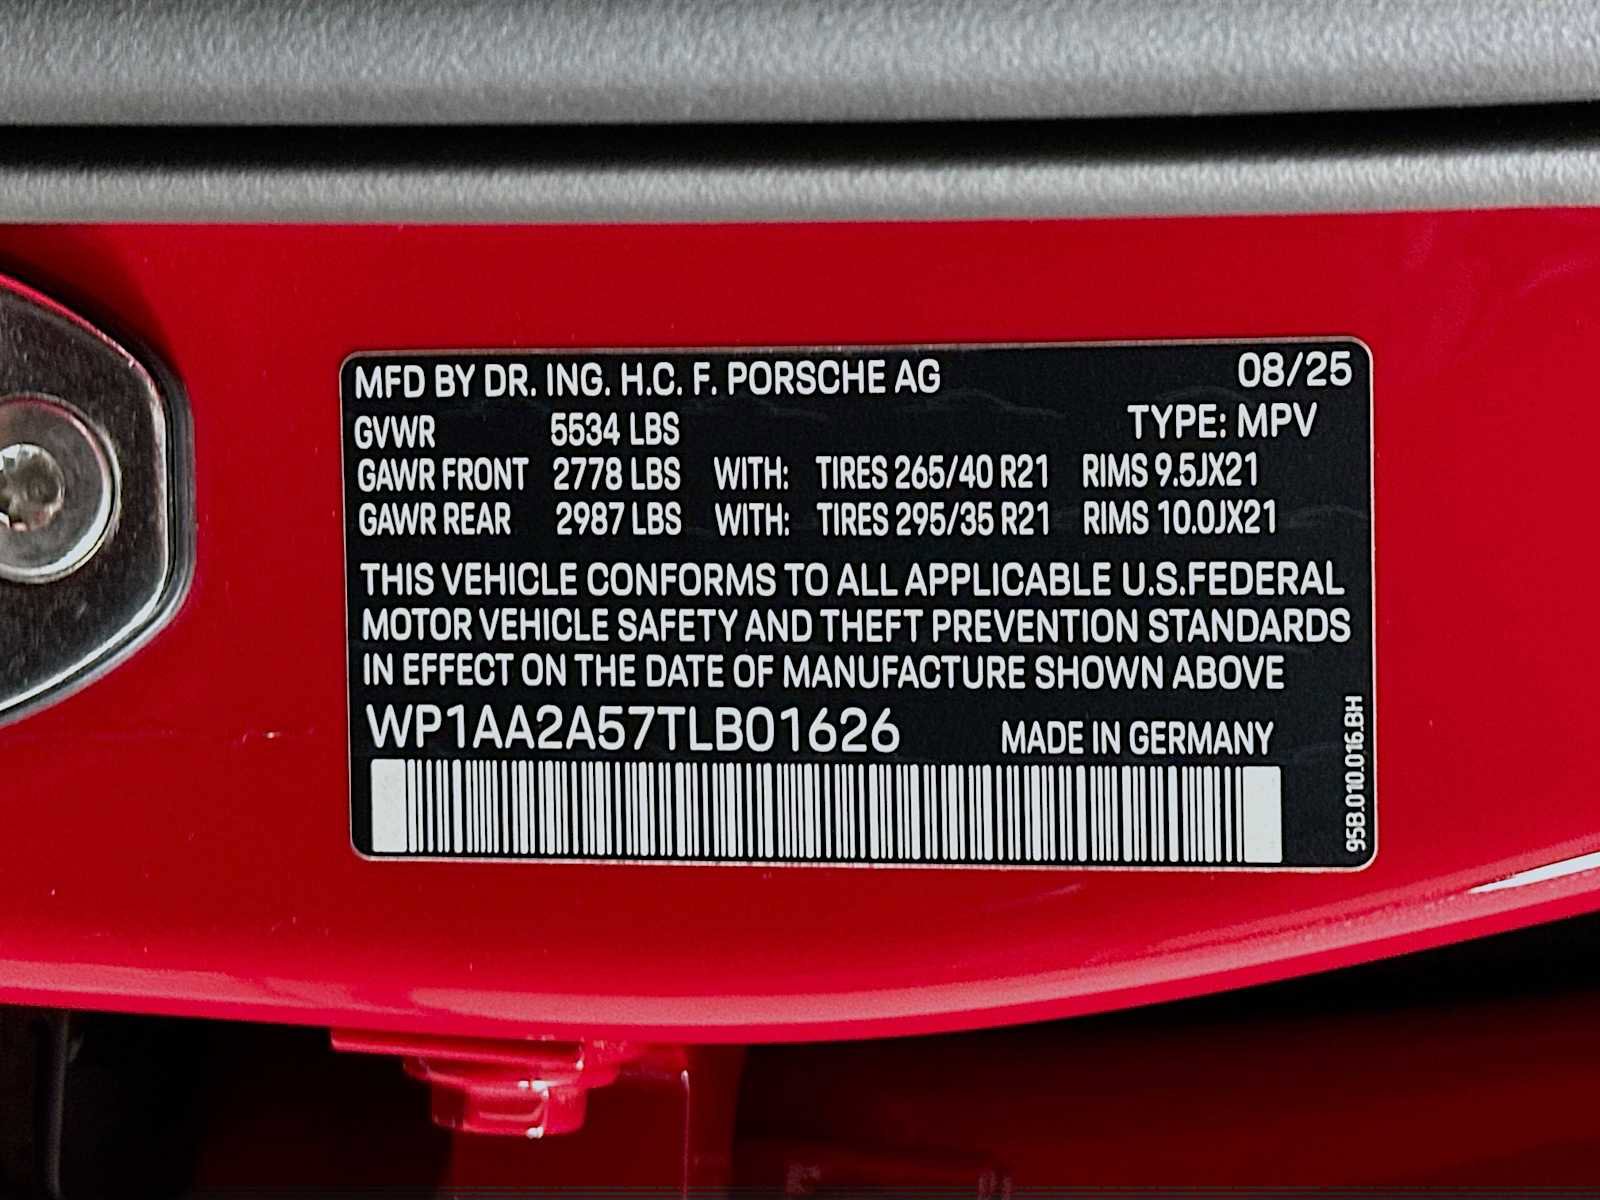 MFD BY DR. ING. H.C. F. PORSCHE AG 08/25
GVWR 5534 LBS TYPE: MPV
GAWR FRONT 2778 LBS WITH: TIRES 265/40 R21 RIMS 9.5JX21
GAWR REAR 2987 LBS WITH: TIRES 295/35 R21 RIMS 10.0JX21
THIS VEHICLE CONFORMS TO ALL APPLICABLE U.S.FEDERAL
MOTOR VEHICLE SAFETY AND THEFT PREVENTION STANDARDS
IN EFFECT ON THE DATE OF MANUFACTURE SHOWN ABOVE
WP1AA2A57TLB01626 MADE IN GERMANY
95B.010.016.BH